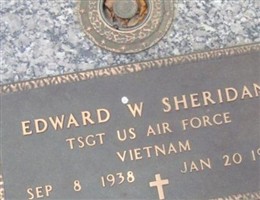 EDWARD W SHERIDAN
TSGT US AIR FORCE
VIETNAM
SEP 8 1938 JAN 20